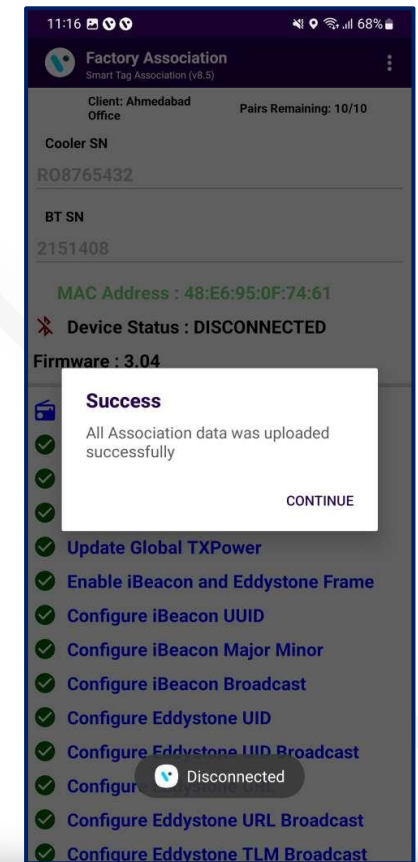 11:16 68%
Factory Association
Smart Tag Association (v8.5)
Client: Ahmedabad
Office
Pairs Remaining: 10/10
Cooler SN
RO8765432
BT SN
2151408
MAC Address : 48:E6:95:0F:74:61
Device Status : DISCONNECTED
Firmware : 3.04
Success
All Association data was uploaded
successfully
CONTINUE
Update Global TXPower
Enable iBeacon and Eddystone Frame
Configure iBeacon UUID
Configure iBeacon Major Minor
Configure iBeacon Broadcast
Configure Eddystone UID
Configure Eddystone UID Broadcast
Configure Eddystone URL
Disconnected
Configure Eddystone URL Broadcast
Configure Eddystone TLM Broadcast